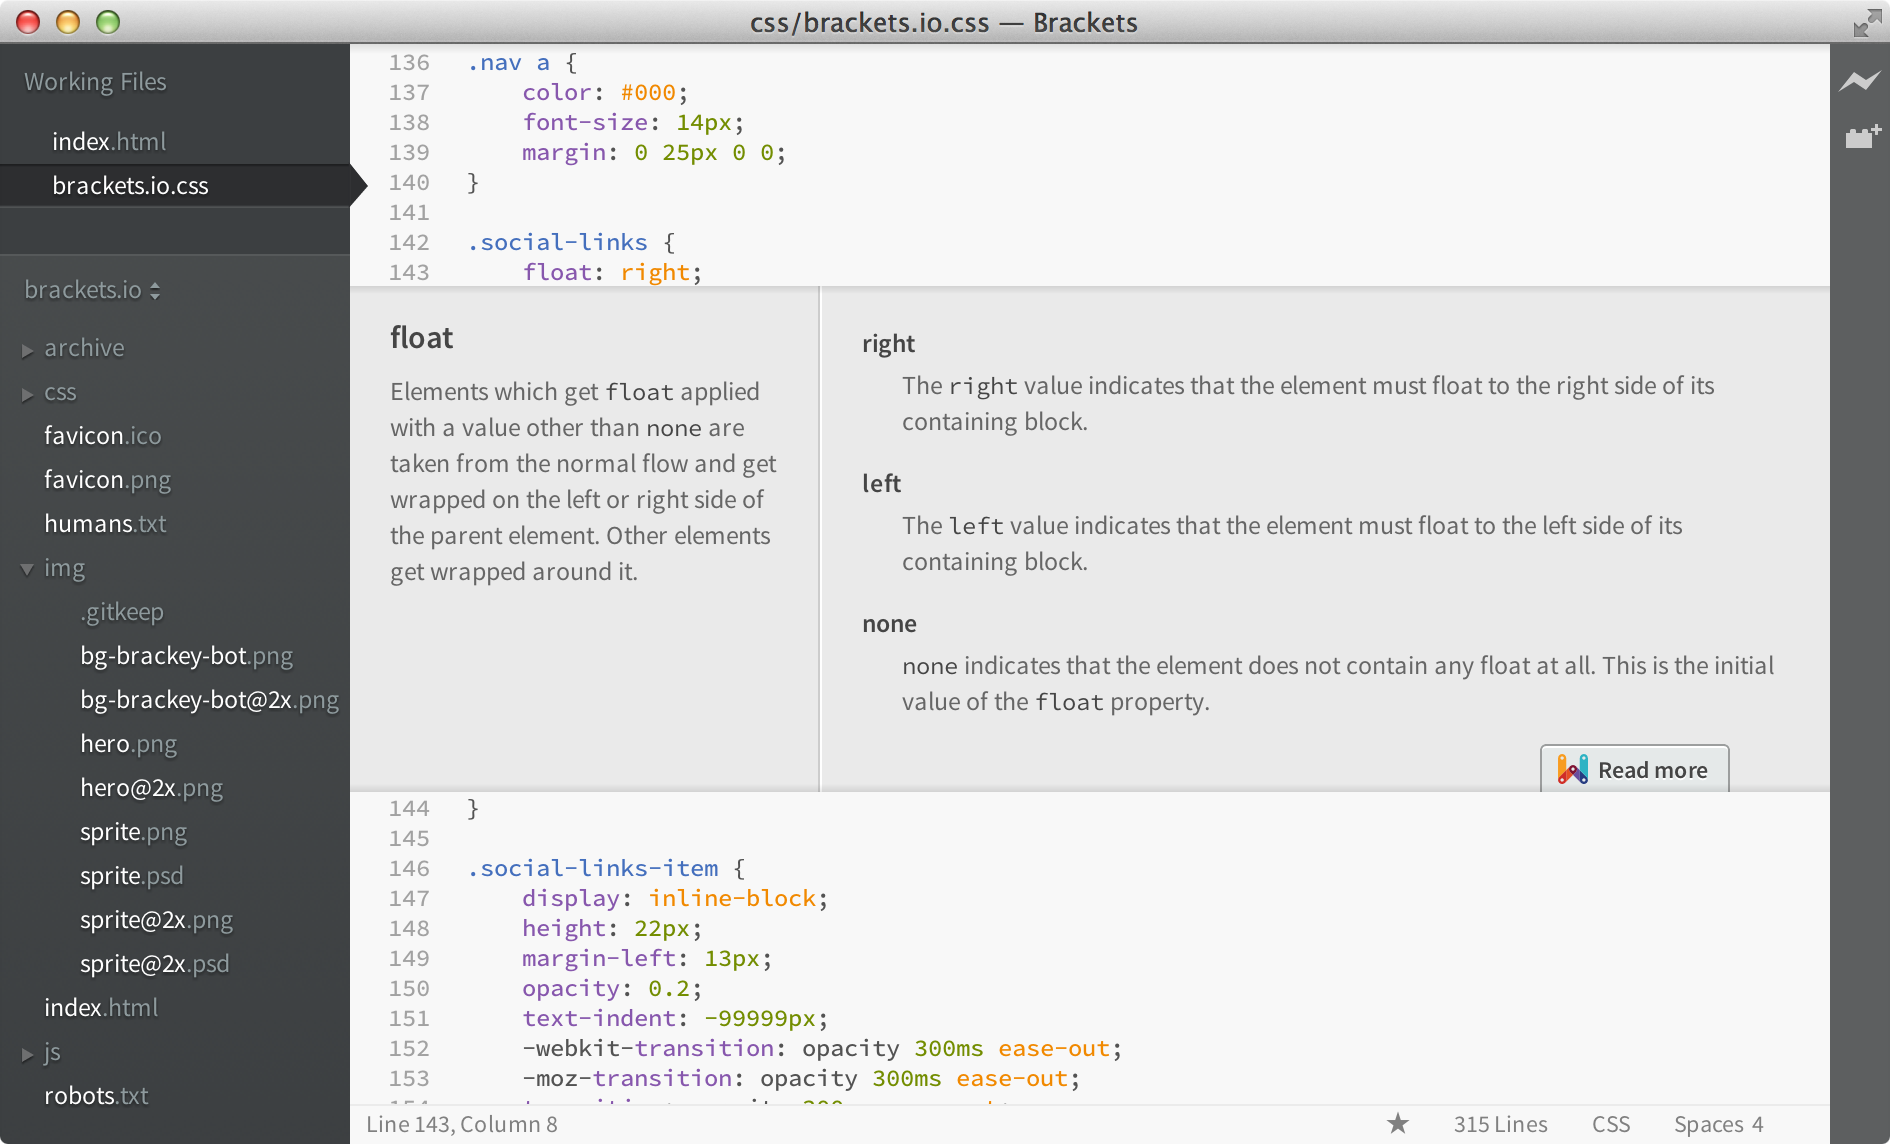 css/brackets.io.css — Brackets
Working Files
index.html
brackets.io.css
brackets.io
archive
css
favicon.ico
favicon.png
humans.txt
img
.gitkeep
bg-brackey-bot.png
bg-brackey-bot@2x.png
hero.png
hero@2x.png
sprite.png
sprite.psd
sprite@2x.png
sprite@2x.psd
index.html
js
robots.txt
136 .nav a {
137 color: #000;
138 font-size: 14px;
139 margin: 0 25px 0 0;
140 }
141
142 .social-links {
143 float: right;
float
Elements which get float applied
with a value other than none are
taken from the normal flow and get
wrapped on the left or right side of
the parent element. Other elements
get wrapped around it.
right
The right value indicates that the element must float to the right side of its
containing block.
left
The left value indicates that the element must float to the left side of its
containing block.
none
none indicates that the element does not contain any float at all. This is the initial
value of the float property.
Read more
144 }
145
146 .social-links-item {
147 display: inline-block;
148 height: 22px;
149 margin-left: 13px;
150 opacity: 0.2;
151 text-indent: -99999px;
152 -webkit-transition: opacity 300ms ease-out;
153 -moz-transition: opacity 300ms ease-out;
Line 143, Column 8
315 Lines
CSS
Spaces 4